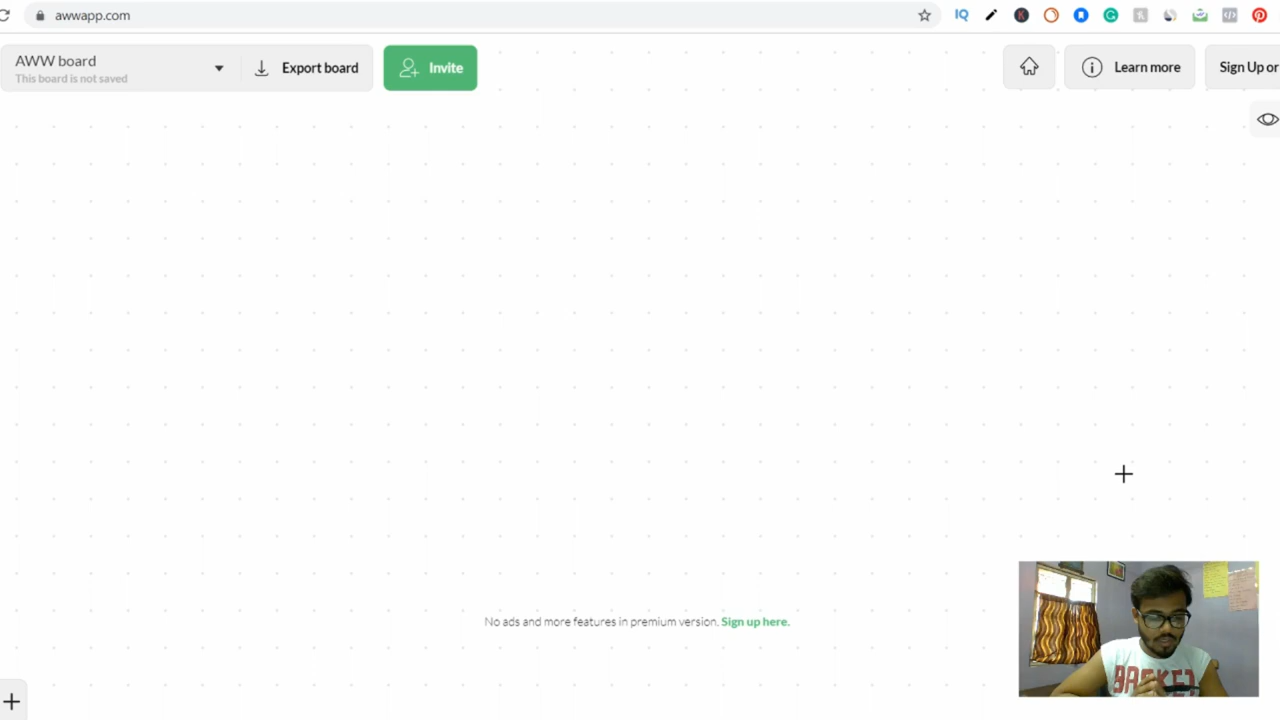 awwapp.com
IQ
AWW board
This board is not saved
Export board
Invite
Learn more
Sign Up or
No ads and more features in premium version. Sign up here.